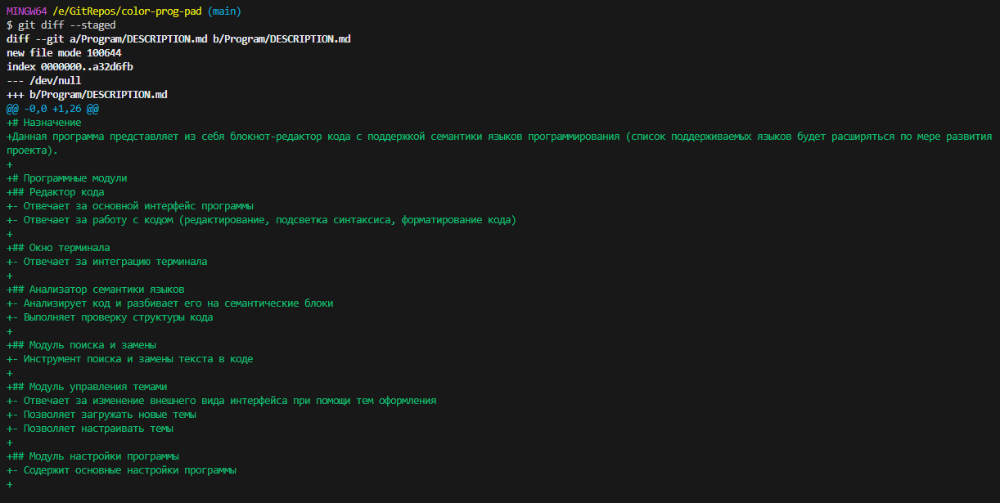 MINGW64 /e/GitRepos/color-prog-pad (main)
$ git diff --staged
diff --git a/Program/DESCRIPTION.md b/Program/DESCRIPTION.md
new file mode 100644
index 0000000..a32d6fb
--- /dev/null
+++ b/Program/DESCRIPTION.md
@@ -0,0 +1,26 @@
+# Назначение
+Данная программа представляет из себя блокнот-редактор кода с поддержкой семантики языков программирования (список поддерживаемых языков будет расширяться по мере развития
проекта).
+
+# Программные модули
+## Редактор кода
+- Отвечает за основной интерфейс программы
+- Отвечает за работу с кодом (редактирование, подсветка синтаксиса, форматирование кода)
+
+## Окно терминала
+- Отвечает за интеграцию терминала
+
+## Анализатор семантики языков
+- Анализирует код и разбивает его на семантические блоки
+- Выполняет проверку структуры кода
+
+## Модуль поиска и замены
+- Инструмент поиска и замены текста в коде
+
+## Модуль управления темами
+- Отвечает за изменение внешнего вида интерфейса при помощи тем оформления
+- Позволяет загружать новые темы
+- Позволяет настраивать темы
+
+## Модуль настройки программы
+- Содержит основные настройки программы
+